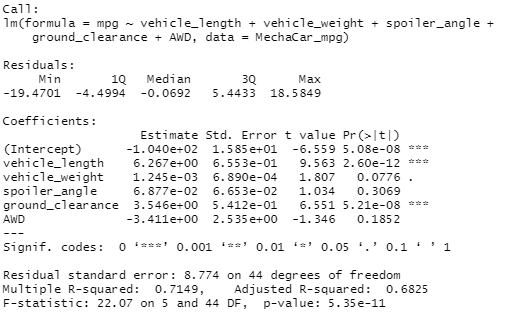 Call:
lm(formula = mpg ~ vehicle_length + vehicle_weight + spoiler_angle +
    ground_clearance + AWD, data = MechaCar_mpg)

Residuals:
     Min       1Q   Median       3Q      Max
-19.4701  -4.4994  -0.0692   5.4433  18.5849

Coefficients:
                   Estimate Std. Error t value Pr(>|t|)
(Intercept)      -1.040e+02  1.585e+01  -6.559 5.08e-08 ***
vehicle_length    6.267e+00  6.553e-01   9.563 2.60e-12 ***
vehicle_weight    1.245e-03  6.890e-04   1.807   0.0776 .
spoiler_angle     6.877e-02  6.653e-02   1.034   0.3069
ground_clearance  3.546e+00  5.412e-01   6.551 5.21e-08 ***
AWD              -3.411e+00  2.535e+00  -1.346   0.1852
---
Signif. codes:  0 ‘***’ 0.001 ‘**’ 0.01 ‘*’ 0.05 ‘.’ 0.1 ‘ ’ 1

Residual standard error: 8.774 on 44 degrees of freedom
Multiple R-squared:  0.7149,    Adjusted R-squared:  0.6825
F-statistic: 22.07 on 5 and 44 DF,  p-value: 5.35e-11